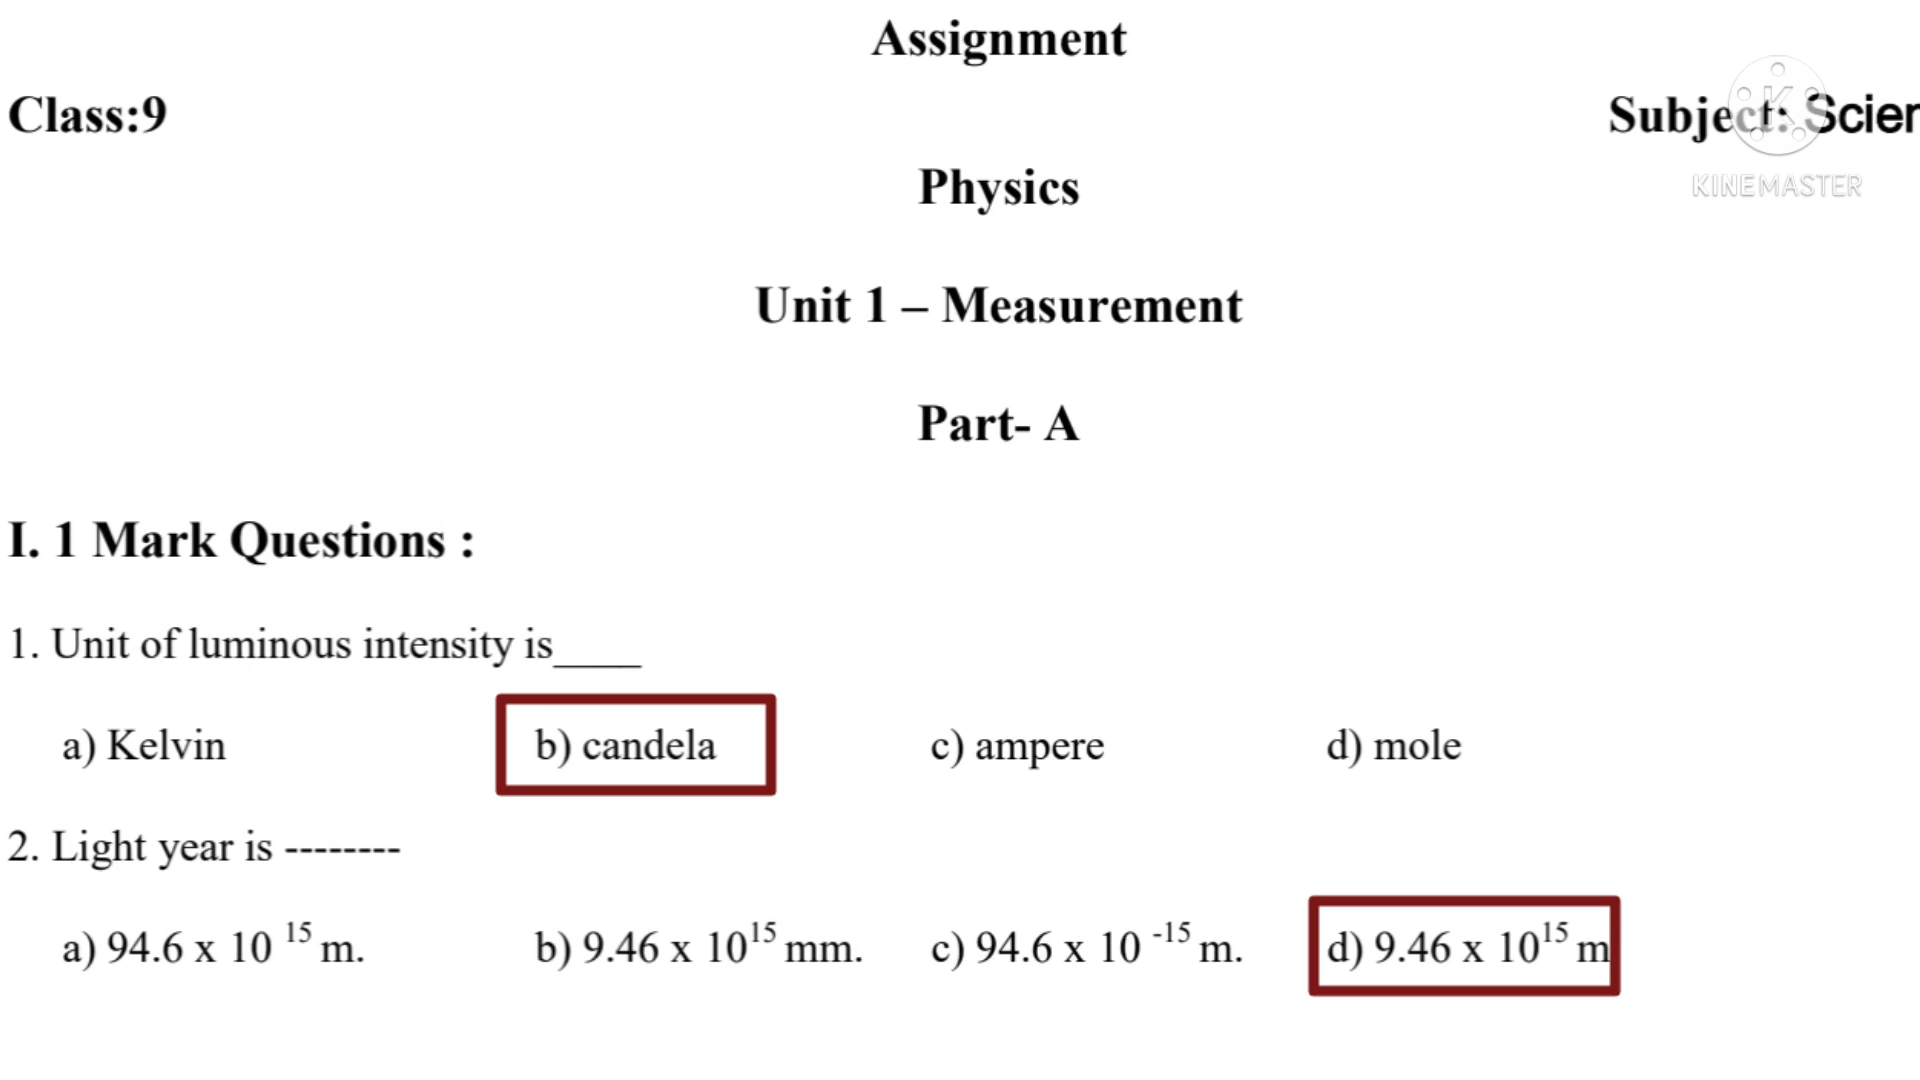 Assignment
Class:9 Subject: Scien
Physics
KINEMASTER
Unit 1 – Measurement
Part- A
I. 1 Mark Questions :
1. Unit of luminous intensity is____
a) Kelvin b) candela c) ampere d) mole
2. Light year is --------
a) 94.6 x 10 ¹⁵ m. b) 9.46 x 10¹⁵ mm. c) 94.6 x 10 ⁻¹⁵ m. d) 9.46 x 10¹⁵ m